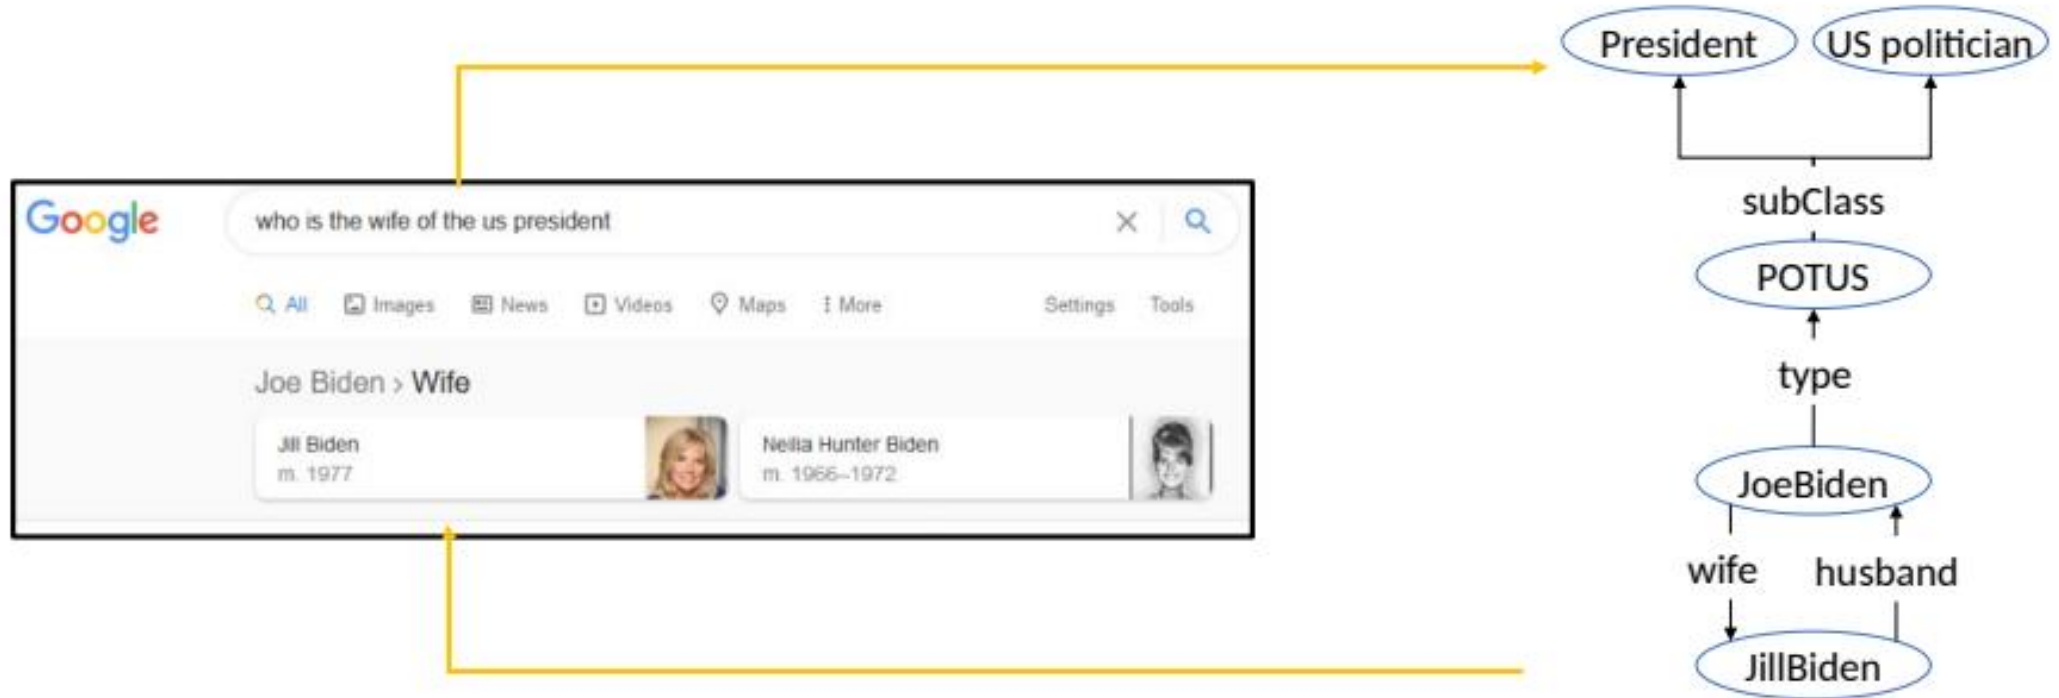 President
US politician
subClass
POTUS
type
JoeBiden
wife
husband
JillBiden
Google
who is the wife of the us president
All Images News Videos Maps More Settings Tools
Joe Biden › Wife
Jill Biden
m. 1977
Neilia Hunter Biden
m. 1966–1972